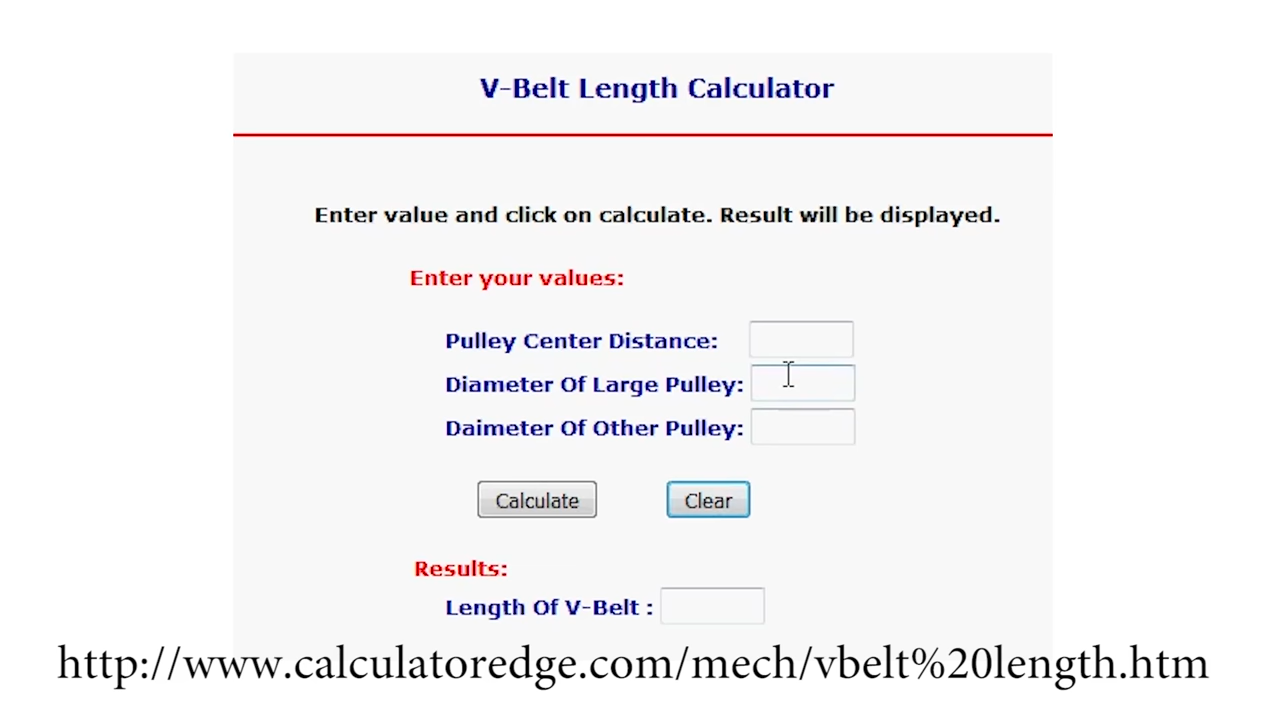 V-Belt Length Calculator
Enter value and click on calculate. Result will be displayed.
Enter your values:
Pulley Center Distance:
Diameter Of Large Pulley:
Daimeter Of Other Pulley:
Calculate Clear
Results:
Length Of V-Belt :
http://www.calculatoredge.com/mech/vbelt%20length.htm